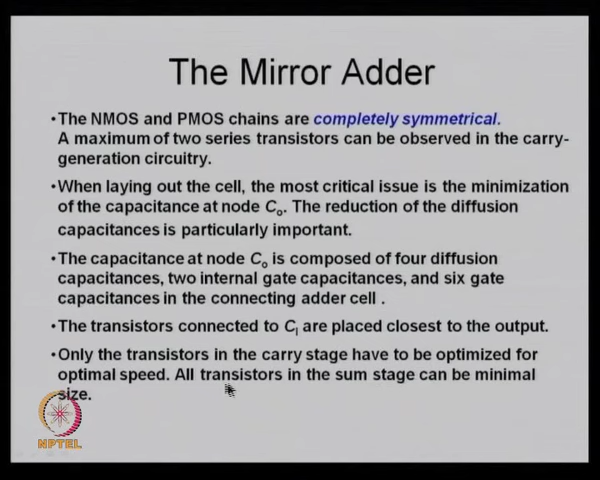 The Mirror Adder
•The NMOS and PMOS chains are completely symmetrical.
A maximum of two series transistors can be observed in the carry-
generation circuitry.
•When laying out the cell, the most critical issue is the minimization
of the capacitance at node Co. The reduction of the diffusion
capacitances is particularly important.
•The capacitance at node Co is composed of four diffusion
capacitances, two internal gate capacitances, and six gate
capacitances in the connecting adder cell .
•The transistors connected to Ci are placed closest to the output.
•Only the transistors in the carry stage have to be optimized for
optimal speed. All transistors in the sum stage can be minimal
size.
NPTEL